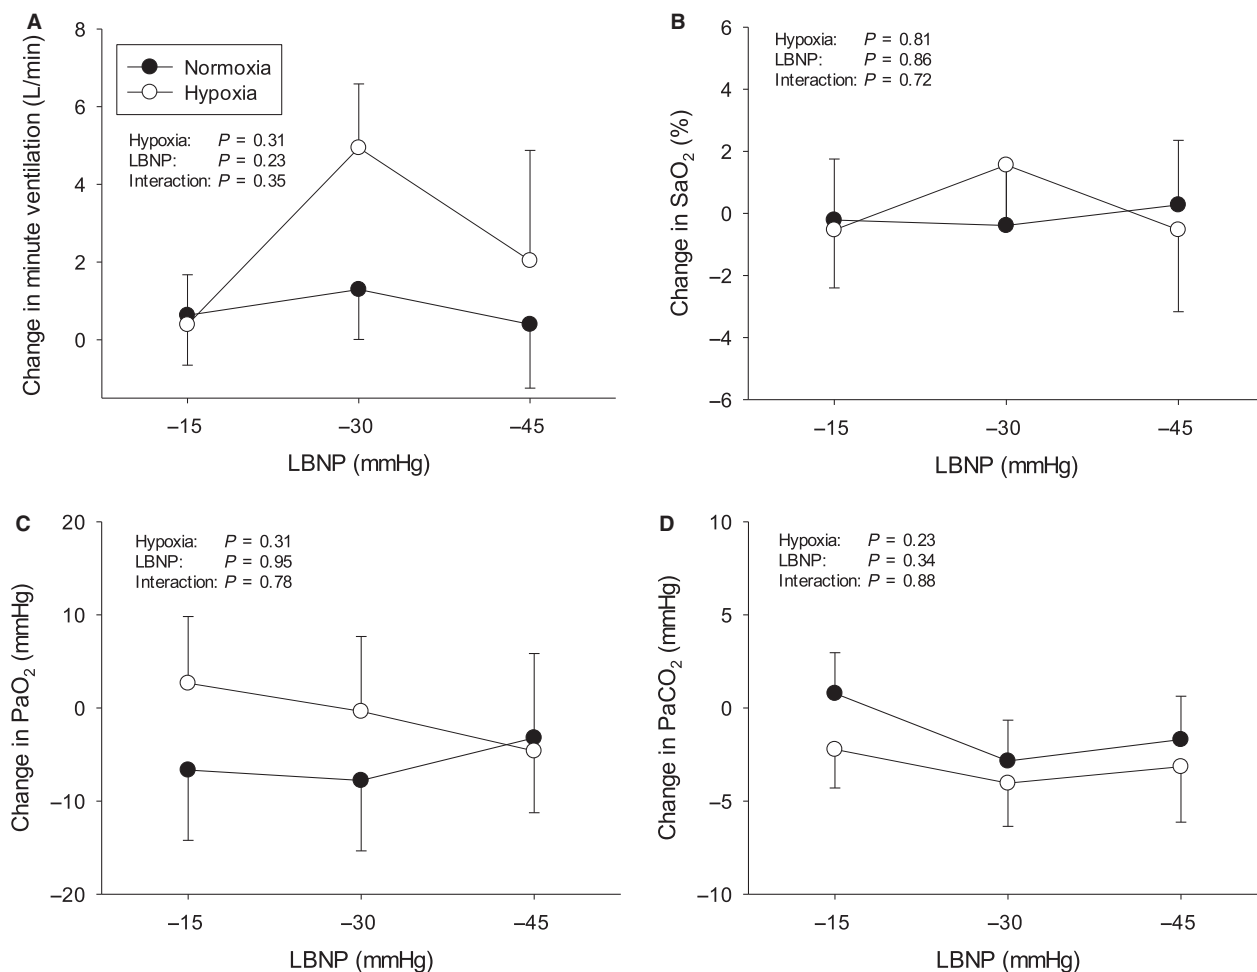 A
Change in minute ventilation (L/min)
8
6
4
2
0
Normoxia
Hypoxia
Hypoxia: P = 0.31
LBNP: P = 0.23
Interaction: P = 0.35
–15 –30 –45
LBNP (mmHg)
B
Change in SaO2 (%)
6
4
2
0
–2
–4
–6
Hypoxia: P = 0.81
LBNP: P = 0.86
Interaction: P = 0.72
–15 –30 –45
LBNP (mmHg)
C
Change in PaO2 (mmHg)
20
10
0
–10
–20
Hypoxia: P = 0.31
LBNP: P = 0.95
Interaction: P = 0.78
–15 –30 –45
LBNP (mmHg)
D
Change in PaCO2 (mmHg)
10
5
0
–5
–10
Hypoxia: P = 0.23
LBNP: P = 0.34
Interaction: P = 0.88
–15 –30 –45
LBNP (mmHg)